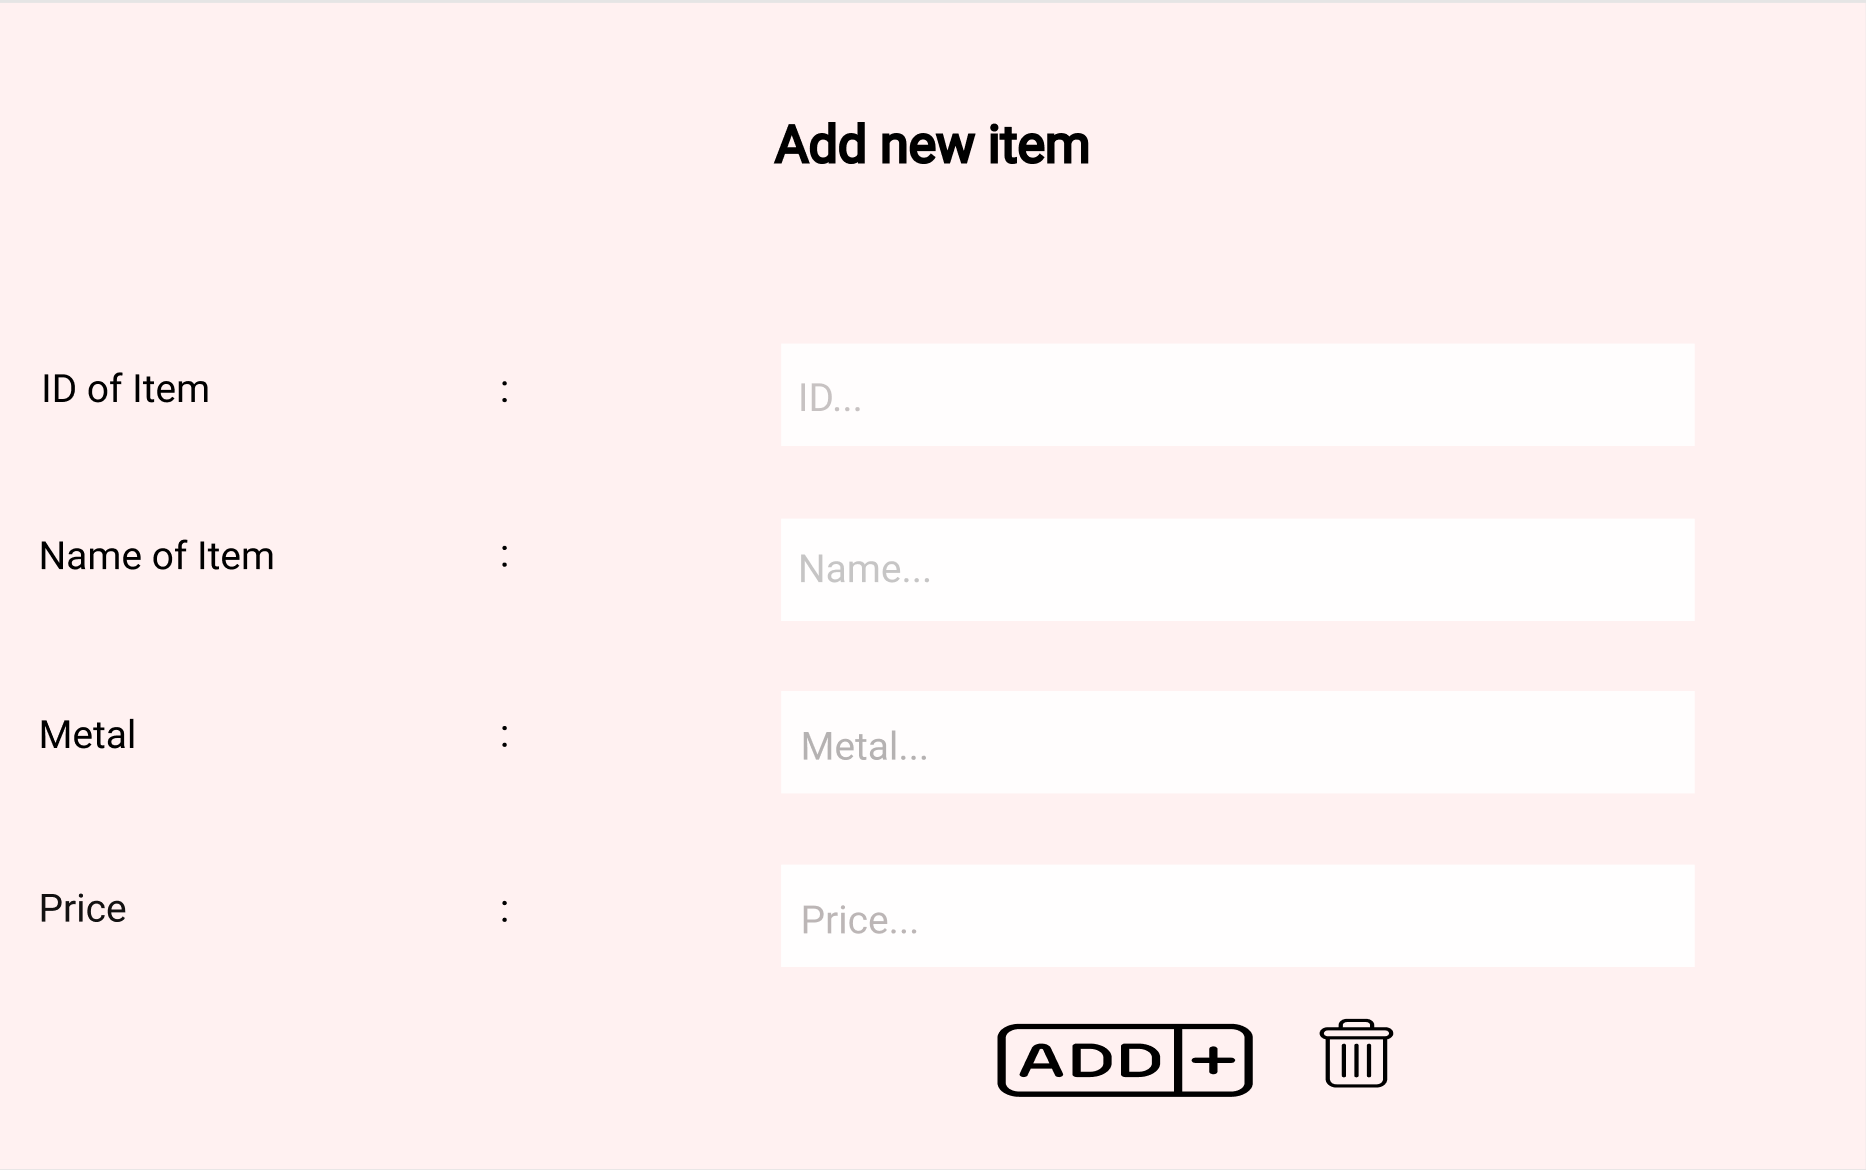 Add new item
ID of Item : ID...
Name of Item : Name...
Metal : Metal...
Price : Price...
ADD +